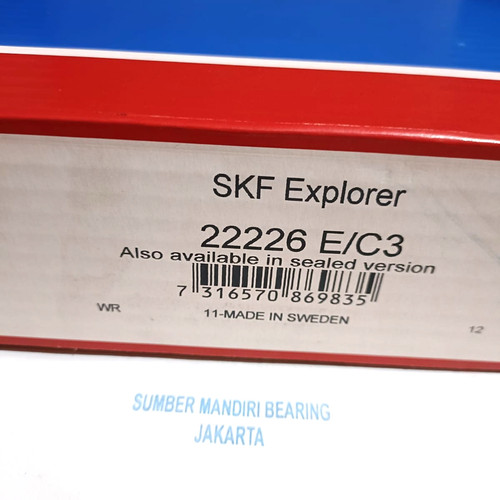 SKF Explorer
22226 E/C3
Also available in sealed version
7 316570 869835
WR
11-MADE IN SWEDEN
12
SUMBER MANDIRI BEARING
JAKARTA